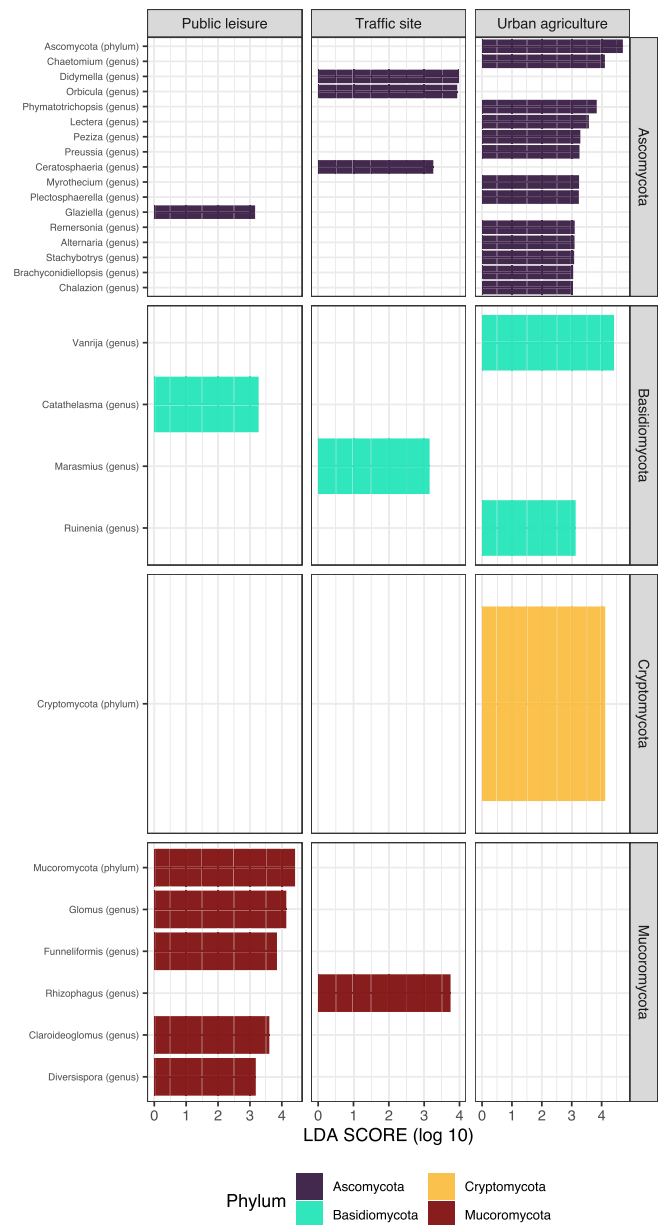 Public leisure
Traffic site
Urban agriculture
Ascomycota (phylum)
Chaetomium (genus)
Didymella (genus)
Orbicula (genus)
Phymatotrichopsis (genus)
Lectera (genus)
Peziza (genus)
Preussia (genus)
Ceratosphaeria (genus)
Myrothecium (genus)
Plectosphaerella (genus)
Glaziella (genus)
Remersonia (genus)
Alternaria (genus)
Stachybotrys (genus)
Brachyconidiellopsis (genus)
Chalazion (genus)
Ascomycota
Vanrija (genus)
Catathelasma (genus)
Marasmius (genus)
Ruinenia (genus)
Basidiomycota
Cryptomycota (phylum)
Cryptomycota
Mucoromycota (phylum)
Glomus (genus)
Funneliformis (genus)
Rhizophagus (genus)
Claroideoglomus (genus)
Diversispora (genus)
Mucoromycota
0 1 2 3 4 0 1 2 3 4 0 1 2 3 4
LDA SCORE (log 10)
Phylum
Ascomycota
Basidiomycota
Cryptomycota
Mucoromycota